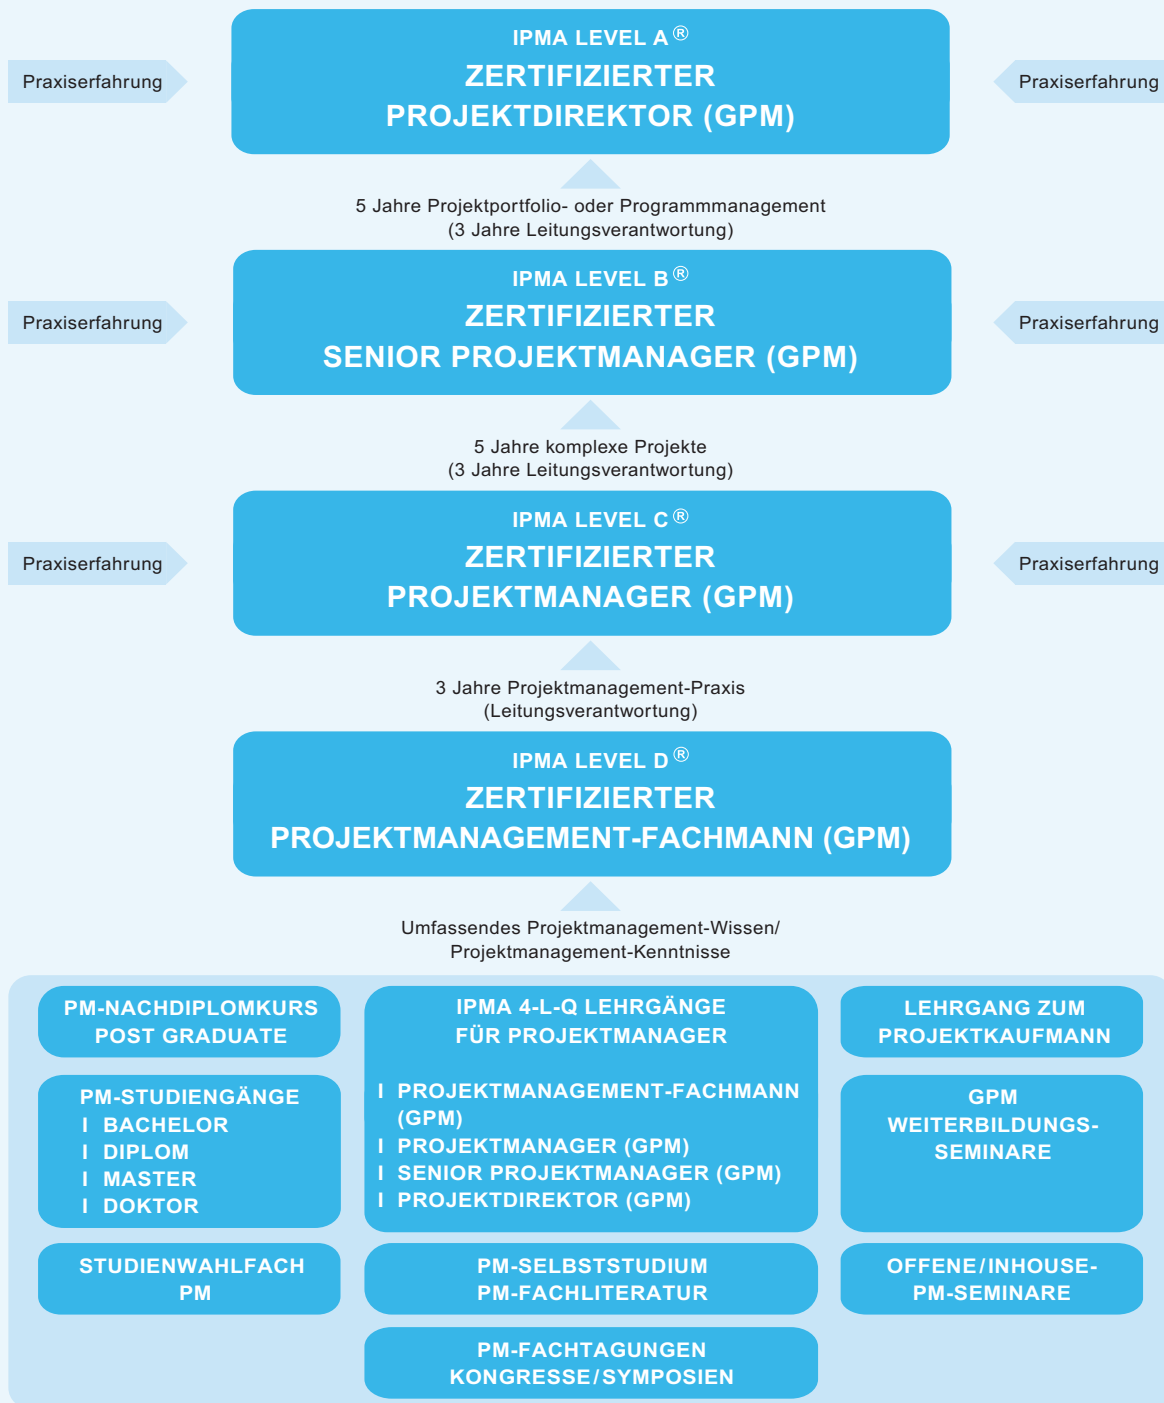 IPMA LEVEL A®
ZERTIFIZIERTER
PROJEKTDIREKTOR (GPM)
Praxiserfahrung
Praxiserfahrung
5 Jahre Projektportfolio- oder Programmmanagement
(3 Jahre Leitungsverantwortung)
IPMA LEVEL B®
ZERTIFIZIERTER
SENIOR PROJEKTMANAGER (GPM)
Praxiserfahrung
Praxiserfahrung
5 Jahre komplexe Projekte
(3 Jahre Leitungsverantwortung)
IPMA LEVEL C®
ZERTIFIZIERTER
PROJEKTMANAGER (GPM)
Praxiserfahrung
Praxiserfahrung
3 Jahre Projektmanagement-Praxis
(Leitungsverantwortung)
IPMA LEVEL D®
ZERTIFIZIERTER
PROJEKTMANAGEMENT-FACHMANN (GPM)
Umfassendes Projektmanagement-Wissen/
Projektmanagement-Kenntnisse
PM-NACHDIPLOMKURS
POST GRADUATE
PM-STUDIENGÄNGE
I BACHELOR
I DIPLOM
I MASTER
I DOKTOR
STUDIENWAHLFACH
PM
IPMA 4-L-Q LEHRGÄNGE
FÜR PROJEKTMANAGER
I PROJEKTMANAGEMENT-FACHMANN
(GPM)
I PROJEKTMANAGER (GPM)
I SENIOR PROJEKTMANAGER (GPM)
I PROJEKTDIREKTOR (GPM)
PM-SELBSTSTUDIUM
PM-FACHLITERATUR
PM-FACHTAGUNGEN
KONGRESSE/SYMPOSIEN
LEHRGANG ZUM
PROJEKTKAUFMANN
GPM
WEITERBILDUNGS-
SEMINARE
OFFENE/INHOUSE-
PM-SEMINARE